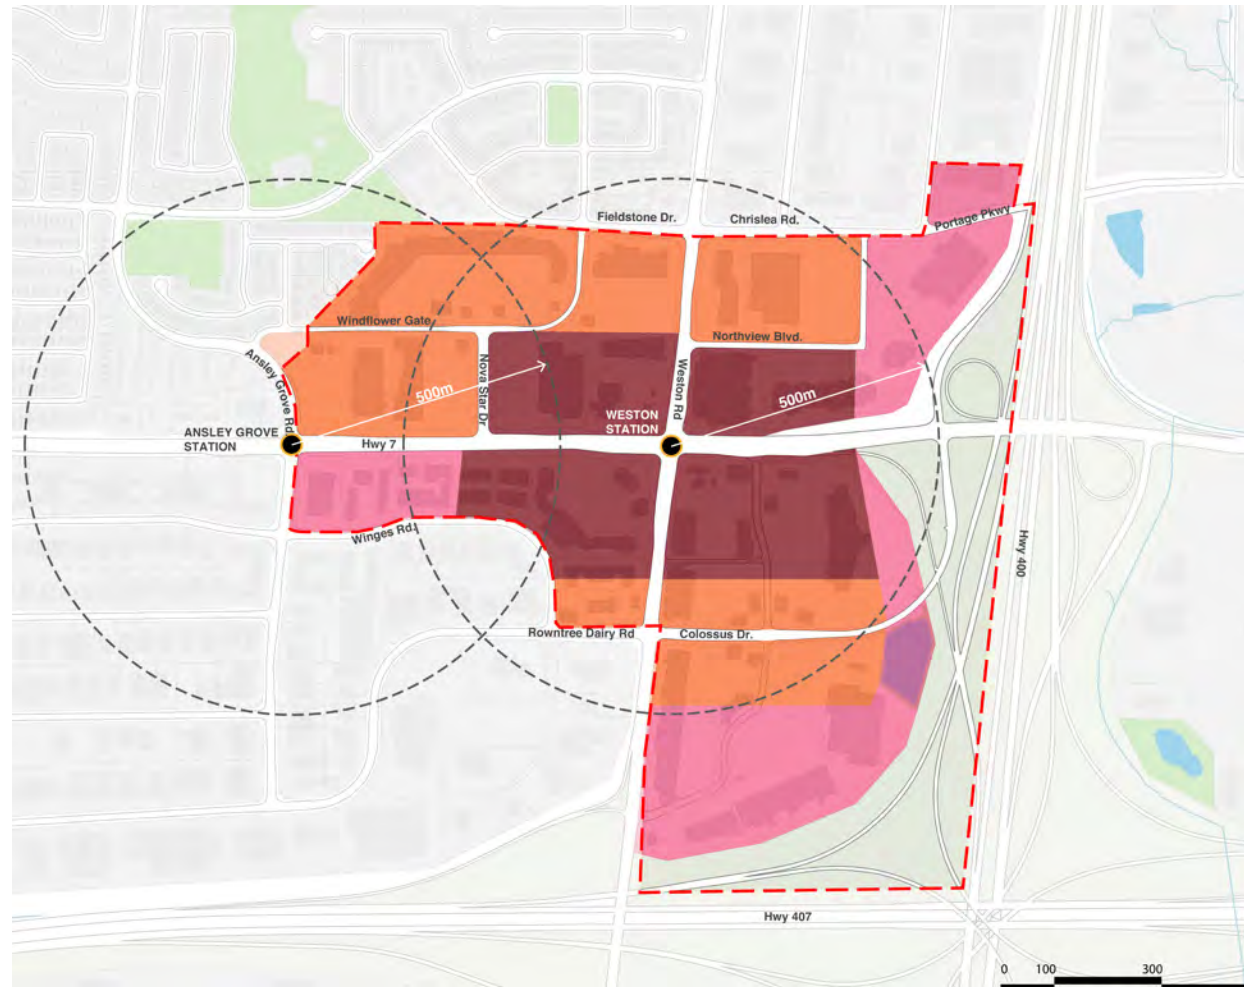 Fieldstone Dr.
Chrislea Rd.
Portage Pkwy
Windflower Gate
Northview Blvd.
Ansley Grove Rd
Nova Star Dr
500m
Weston Rd
500m
WESTON
STATION
ANSLEY GROVE
STATION
Hwy 7
Winges Rd.
Hwy 400
Rowntree Dairy Rd
Colossus Dr.
Hwy 407
0 100 300